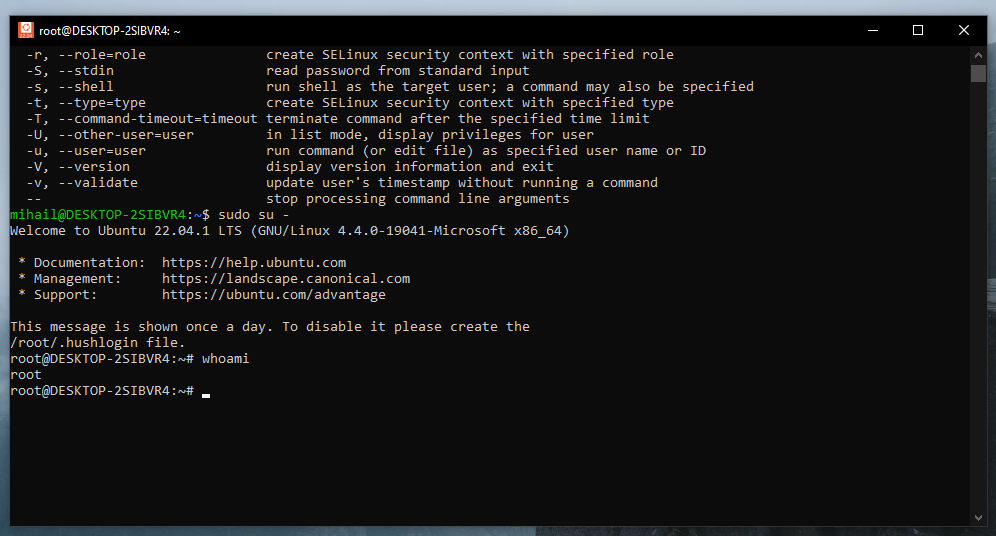 root@DESKTOP-2SIBVR4: ~
-r, --role=role               create SELinux security context with specified role
-S, --stdin                   read password from standard input
-s, --shell                   run shell as the target user; a command may also be specified
-t, --type=type               create SELinux security context with specified type
-T, --command-timeout=timeout terminate command after the specified time limit
-U, --other-user=user         in list mode, display privileges for user
-u, --user=user               run command (or edit file) as specified user name or ID
-V, --version                 display version information and exit
-v, --validate                update user's timestamp without running a command
--                            stop processing command line arguments
mihail@DESKTOP-2SIBVR4:~$ sudo su -
Welcome to Ubuntu 22.04.1 LTS (GNU/Linux 4.4.0-19041-Microsoft x86_64)
* Documentation:  https://help.ubuntu.com
* Management:     https://landscape.canonical.com
* Support:        https://ubuntu.com/advantage
This message is shown once a day. To disable it please create the
/root/.hushlogin file.
root@DESKTOP-2SIBVR4:~# whoami
root
root@DESKTOP-2SIBVR4:~#